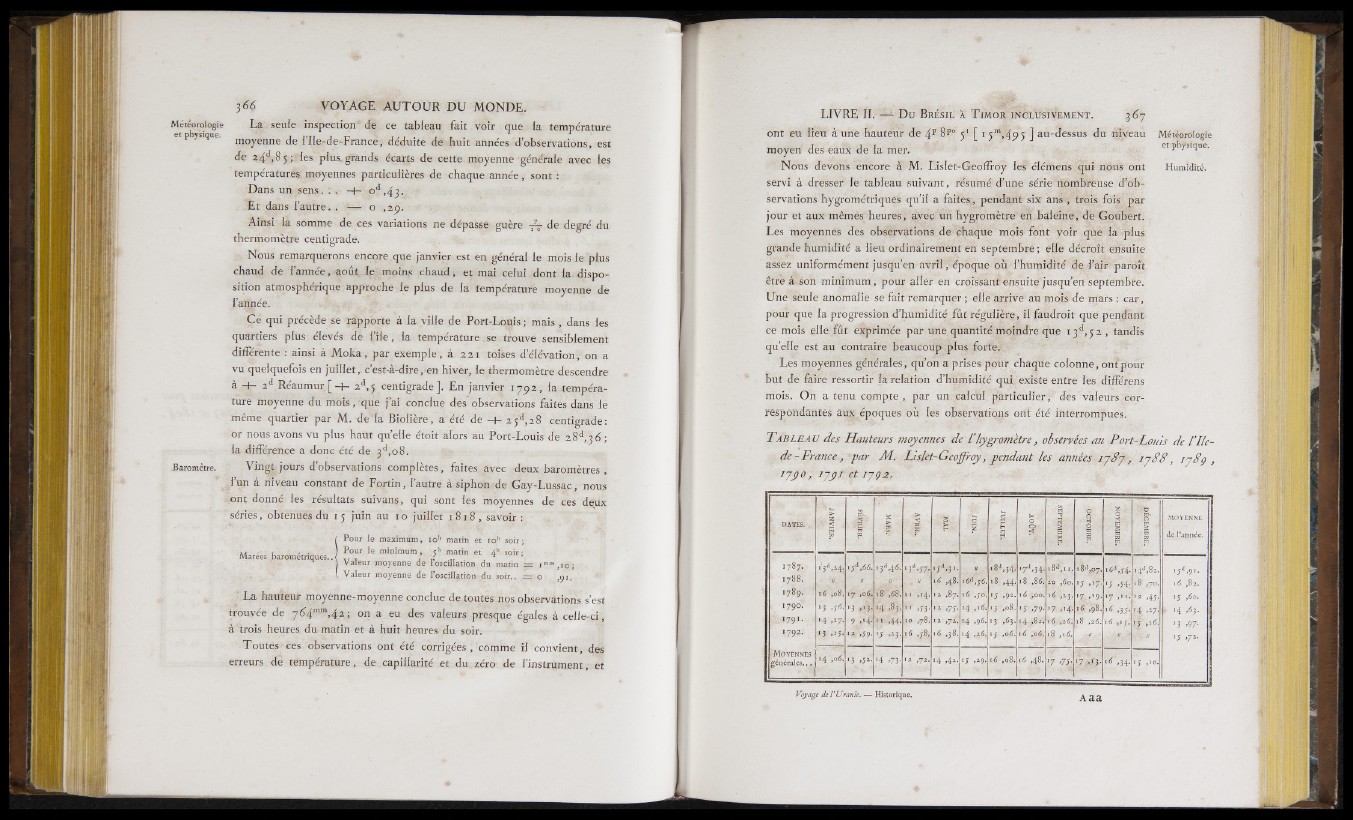 366 VOYAGE AUTOUR DU MONDE.
Météorologie
et physique.
La seule inspection de ce tableau fait voir que la température
moyenne de l'Ile-de-France, déduite de huit années d'observations, est
de 24ᵈ,85; les plus grands écarts de cette moyenne générale avec les
températures moyennes particulières de chaque année, sont :
Dans un sens. . . + 0ᵈ,43.
Et dans l'autre. . — 0 ,29.
Ainsi la somme de ces variations ne dépasse guère 7/10 de degré du
thermomètre centigrade.
Nous remarquerons encore que janvier est en général le mois le plus
chaud de l'année, août le moins chaud, et mai celui dont la dispo-
sition atmosphérique approche le plus de la température moyenne de
l'année.
Ce qui précède se rapporte à la ville de Port-Louis; mais, dans les
quartiers plus élevés de l'île, la température se trouve sensiblement
différente : ainsi à Moka, par exemple, à 221 toises d'élévation, on a
vu quelquefois en juillet, c'est-à-dire, en hiver, le thermomètre descendre
à + 2ᵈ Réaumur [ + 2ᵈ,5 centigrade ]. En janvier 1792, la tempéra-
ture moyenne du mois, que j'ai conclue des observations faites dans le
même quartier par M. de la Biolière, a été de + 25ᵈ,28 centigrade:
or nous avons vu plus haut qu'elle étoit alors au Port-Louis de 28ᵈ,36;
la différence a donc été de 3ᵈ,08.
Baromètre.
Vingt jours d'observations complètes, faites avec deux baromètres,
l'un à niveau constant de Fortin, l'autre à siphon de Gay-Lussac, nous
ont donné les résultats suivans, qui sont les moyennes de ces deux
séries, obtenues du 15 juin au 10 juillet 1818, savoir :
Marées barométriques..
Pour le maximum, 10ʰ matin et 10ʰ soir;
Pour le minimum, 5ʰ matin et 4ʰ soir;
Valeur moyenne de l'oscillation du matin = 1ᵐᵐ,10;
Valeur moyenne de l'oscillation du soir.. = 0 ,91.
La hauteur moyenne-moyenne conclue de toutes nos observations s'est
trouvée de 764ᵐᵐ,42; on a eu des valeurs presque égales à celle-ci,
à trois heures du matin et à huit heures du soir.
Toutes ces observations ont été corrigées, comme il convient, des
erreurs de température, de capillarité et du zéro de l'instrument, et
LIVRE II. — Du Brésil à Timor inclusivement. 367
ont eu lieu à une hauteur de 4ᵖ 8ᵖᵒ 5ˡ [ 15ᵐ,495 ] au-dessus du niveau
moyen des eaux de la mer.
Météorologie
et physique.
Nous devons encore à M. Lislet-Geoffroy les élémens qui nous ont
Humidité.
servi à dresser le tableau suivant, résumé d'une série nombreuse d'ob-
servations hygrométriques qu'il a faites, pendant six ans, trois fois par
jour et aux mêmes heures, avec un hygromètre en baleine, de Goubert.
Les moyennes des observations de chaque mois font voir que la plus
grande humidité a lieu ordinairement en septembre; elle décroît ensuite
assez uniformément jusqu'en avril, époque où l'humidité de l'air paroît
être à son minimum, pour aller en croissant ensuite jusqu'en septembre.
Une seule anomalie se fait remarquer; elle arrive au mois de mars : car,
pour que la progression d'humidité fût régulière, il faudroit que pendant
ce mois elle fût exprimée par une quantité moindre que 13ᵈ,52, tandis
qu'elle est au contraire beaucoup plus forte.
Les moyennes générales, qu'on a prises pour chaque colonne, ont pour
but de faire ressortir la relation d'humidité qui existe entre les différens
mois. On a tenu compte, par un calcul particulier, des valeurs cor-
respondantes aux époques où les observations ont été interrompues.
TABLEAU des Hauteurs moyennes de l'hygromètre, observées au Port-Louis de l'Ile-
de-France, par M. Lislet-Geoffroy, pendant les années 1787, 1788, 1789,
1790, 1791 et 1792.
DATES. JANVIER. FÉVRIER. MARS. AVRIL. MAI. JUIN. JUILLET. AOÛT. SEPTEMBRE. OCTOBRE. NOVEMBRE. DÉCEMBRE. MOYENNE de l'année.
1787.
1788.
1789.
1790.
1791.
1792.
Moyennes générales... 14 ,06. 13 ,52. 14 ,73. 12 ,72. 14 ,42. 15 ,29. 16 ,08. 16 ,48. 17 ,73. 17 ,13. 16 ,34. 15 ,10.
Voyage de l'Uranie. — Historique.
Aaa